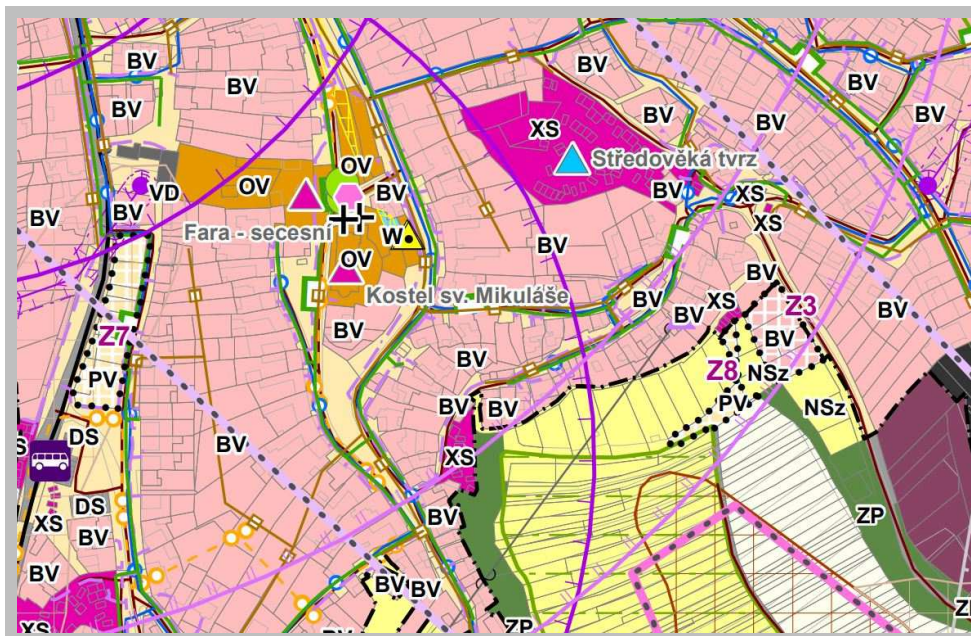 BV
BV
BV
BV
BV
BV
BV
XS
OV
Středověká tvrz
OV
BV
VD
BV
BV
XS
XS
Fara - secesní
W
BV
BV
OV
BV
Kostel sv. Mikuláše
BV
BV
XS
Z3
BV
BV
Z7
BV
BV
BV
Z8
NSz
PV
BV
BV
PV
NSz
DS
BV
S
XS
DS
XS
BV
BV
ZP
BV
BV
BV
XS
ZP